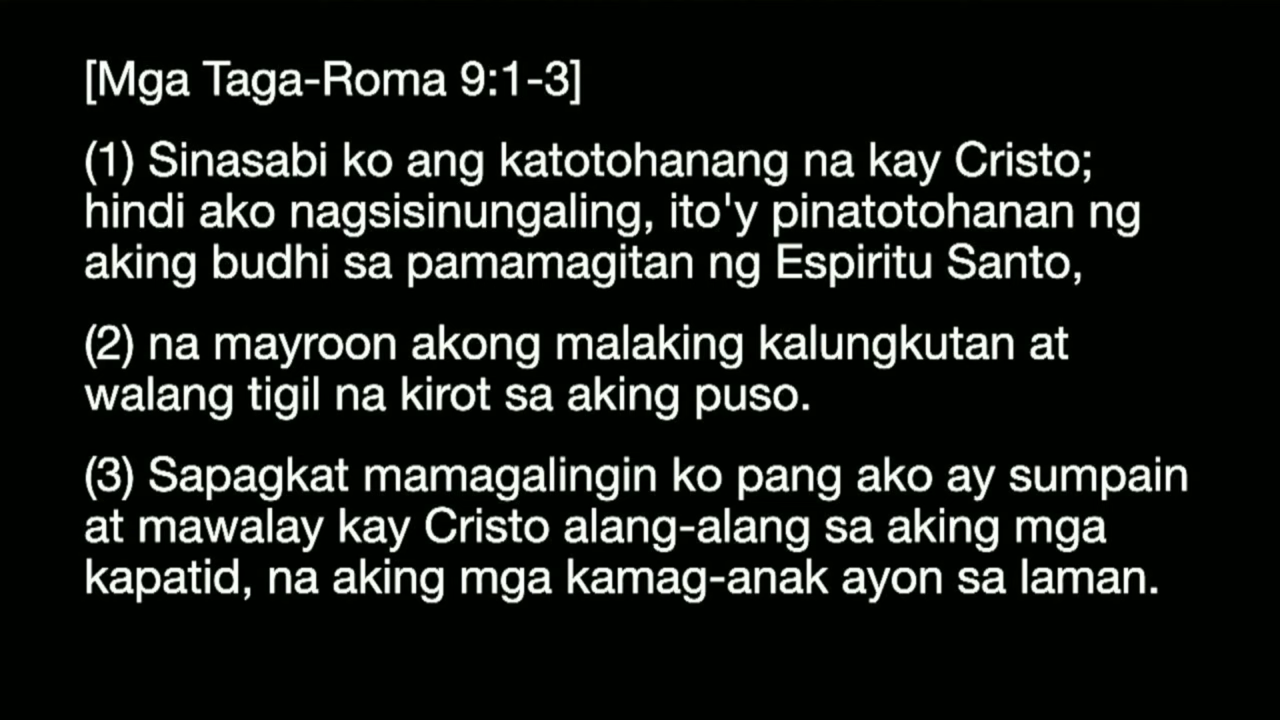 [Mga Taga-Roma 9:1-3]
(1) Sinasabi ko ang katotohanang na kay Cristo;
hindi ako nagsisinungaling, ito'y pinatotohanan ng
aking budhi sa pamamagitan ng Espiritu Santo,
(2) na mayroon akong malaking kalungkutan at
walang tigil na kirot sa aking puso.
(3) Sapagkat mamagalingin ko pang ako ay sumpain
at mawalay kay Cristo alang-alang sa aking mga
kapatid, na aking mga kamag-anak ayon sa laman.